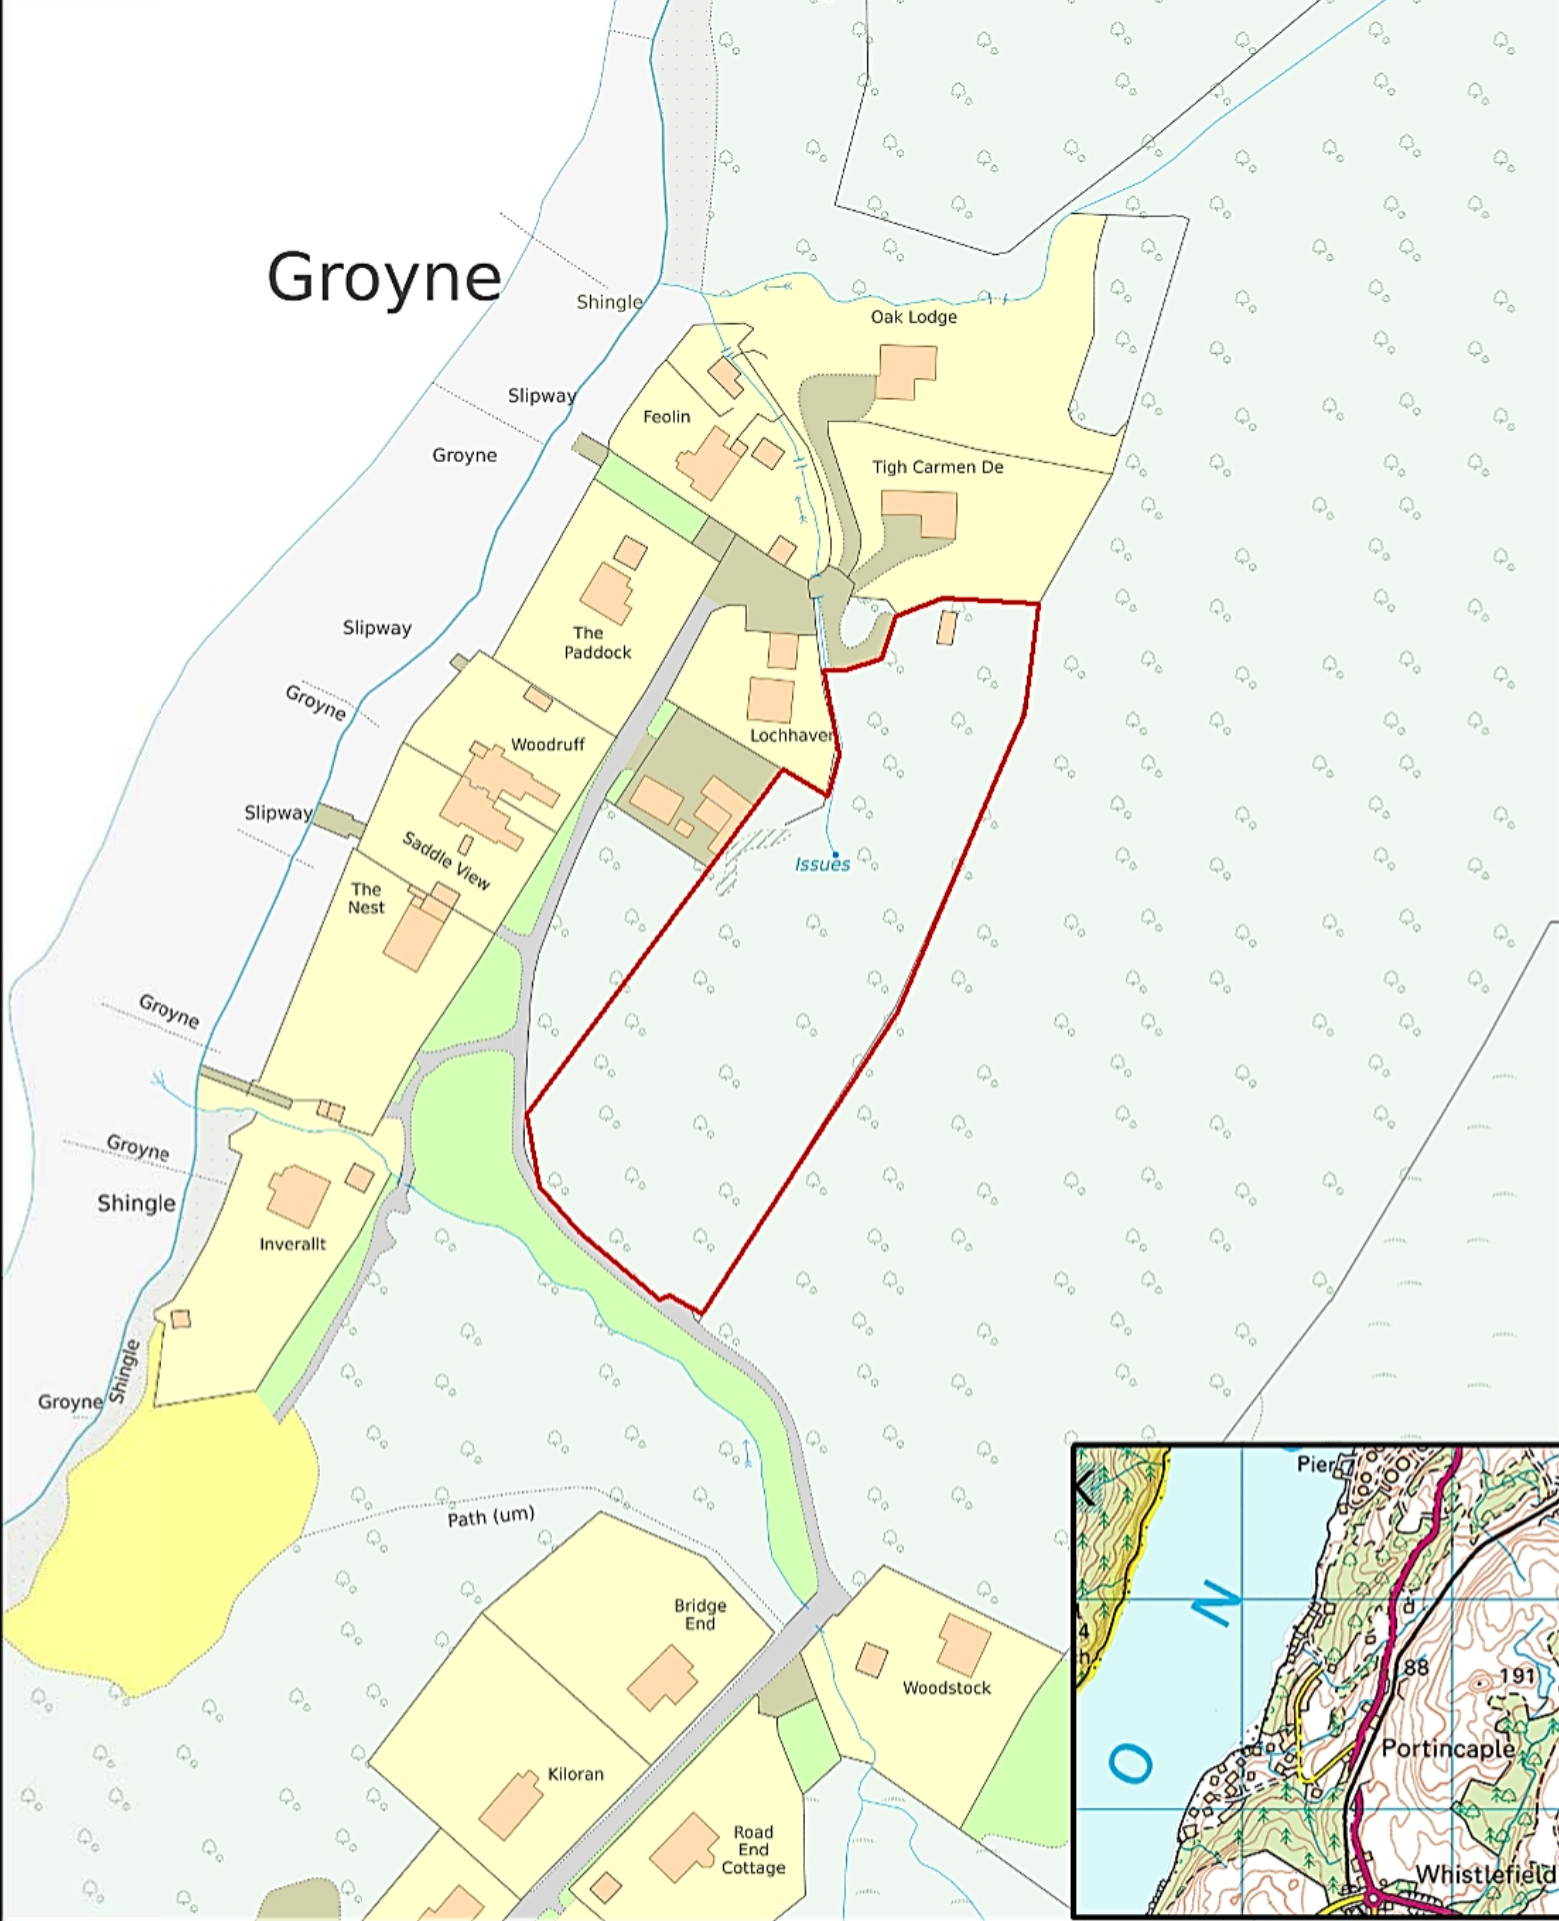 Groyne
Shingle
Oak Lodge
Slipway
Feolin
Groyne
Tigh Carmen De
Slipway
The
Paddock
Groyne
Woodruff
Lochhaven
Slipway
Saddle View
Issues
The
Nest
Groyne
Groyne
Shingle
Inverallt
Shingle
Groyne
Path (um)
Bridge
End
Woodstock
Kiloran
Road
End
Cottage
K
Pier
N
4
h
88
191
O
Portincaple
Whistlefield